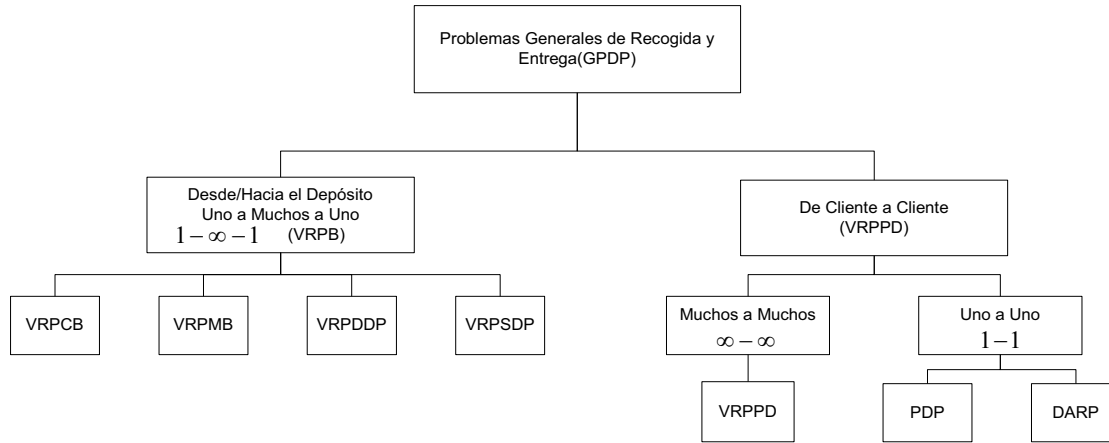 Problemas Generales de Recogida y
Entrega(GPDP)
Desde/Hacia el Depósito
Uno a Muchos a Uno
1 – ∞ – 1 (VRPB)
De Cliente a Cliente
(VRPPD)
VRPCB
VRPMB
VRPDDP
VRPSDP
Muchos a Muchos
∞ – ∞
Uno a Uno
1 – 1
VRPPD
PDP
DARP